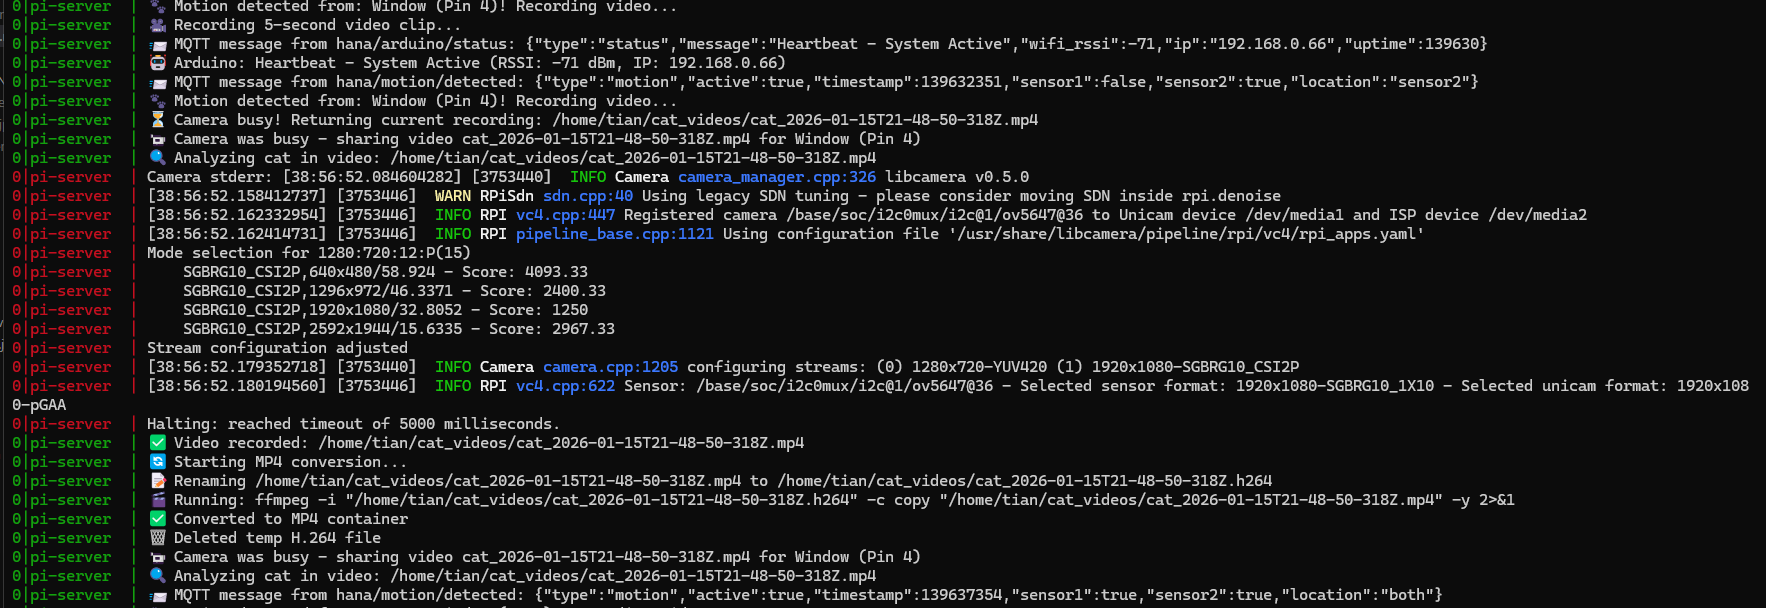 0|pi-server | 🐾 Motion detected from: Window (Pin 4)! Recording video...
0|pi-server | 🎥 Recording 5-second video clip...
0|pi-server | 📨 MQTT message from hana/arduino/status: {"type":"status","message":"Heartbeat - System Active","wifi_rssi":-71,"ip":"192.168.0.66","uptime":139630}
0|pi-server | 🤖 Arduino: Heartbeat - System Active (RSSI: -71 dBm, IP: 192.168.0.66)
0|pi-server | 📨 MQTT message from hana/motion/detected: {"type":"motion","active":true,"timestamp":139632351,"sensor1":false,"sensor2":true,"location":"sensor2"}
0|pi-server | 🐾 Motion detected from: Window (Pin 4)! Recording video...
0|pi-server | ⏳ Camera busy! Returning current recording: /home/tian/cat_videos/cat_2026-01-15T21-48-50-318Z.mp4
0|pi-server | 📹 Camera was busy - sharing video cat_2026-01-15T21-48-50-318Z.mp4 for Window (Pin 4)
0|pi-server | 🔍 Analyzing cat in video: /home/tian/cat_videos/cat_2026-01-15T21-48-50-318Z.mp4
0|pi-server | Camera stderr: [38:56:52.084604282] [3753440]  INFO Camera camera_manager.cpp:326 libcamera v0.5.0
0|pi-server | [38:56:52.158412737] [3753446]  WARN RPiSdn sdn.cpp:40 Using legacy SDN tuning - please consider moving SDN inside rpi.denoise
0|pi-server | [38:56:52.162332954] [3753446]  INFO RPI vc4.cpp:447 Registered camera /base/soc/i2c0mux/i2c@1/ov5647@36 to Unicam device /dev/media1 and ISP device /dev/media2
0|pi-server | [38:56:52.162414731] [3753446]  INFO RPI pipeline_base.cpp:1121 Using configuration file '/usr/share/libcamera/pipeline/rpi/vc4/rpi_apps.yaml'
0|pi-server | Mode selection for 1280:720:12:P(15)
0|pi-server |     SGBRG10_CSI2P,640x480/58.924 - Score: 4093.33
0|pi-server |     SGBRG10_CSI2P,1296x972/46.3371 - Score: 2400.33
0|pi-server |     SGBRG10_CSI2P,1920x1080/32.8052 - Score: 1250
0|pi-server |     SGBRG10_CSI2P,2592x1944/15.6335 - Score: 2967.33
0|pi-server | Stream configuration adjusted
0|pi-server | [38:56:52.179352718] [3753440]  INFO Camera camera.cpp:1205 configuring streams: (0) 1280x720-YUV420 (1) 1920x1080-SGBRG10_CSI2P
0|pi-server | [38:56:52.180194560] [3753446]  INFO RPI vc4.cpp:622 Sensor: /base/soc/i2c0mux/i2c@1/ov5647@36 - Selected sensor format: 1920x1080-SGBRG10_1X10 - Selected unicam format: 1920x108
0-pGAA
0|pi-server | Halting: reached timeout of 5000 milliseconds.
0|pi-server | ✅ Video recorded: /home/tian/cat_videos/cat_2026-01-15T21-48-50-318Z.mp4
0|pi-server | 🔄 Starting MP4 conversion...
0|pi-server | 📝 Renaming /home/tian/cat_videos/cat_2026-01-15T21-48-50-318Z.mp4 to /home/tian/cat_videos/cat_2026-01-15T21-48-50-318Z.h264
0|pi-server | 🎬 Running: ffmpeg -i "/home/tian/cat_videos/cat_2026-01-15T21-48-50-318Z.h264" -c copy "/home/tian/cat_videos/cat_2026-01-15T21-48-50-318Z.mp4" -y 2>&1
0|pi-server | ✅ Converted to MP4 container
0|pi-server | 🗑️ Deleted temp H.264 file
0|pi-server | 📹 Camera was busy - sharing video cat_2026-01-15T21-48-50-318Z.mp4 for Window (Pin 4)
0|pi-server | 🔍 Analyzing cat in video: /home/tian/cat_videos/cat_2026-01-15T21-48-50-318Z.mp4
0|pi-server | 📨 MQTT message from hana/motion/detected: {"type":"motion","active":true,"timestamp":139637354,"sensor1":true,"sensor2":true,"location":"both"}